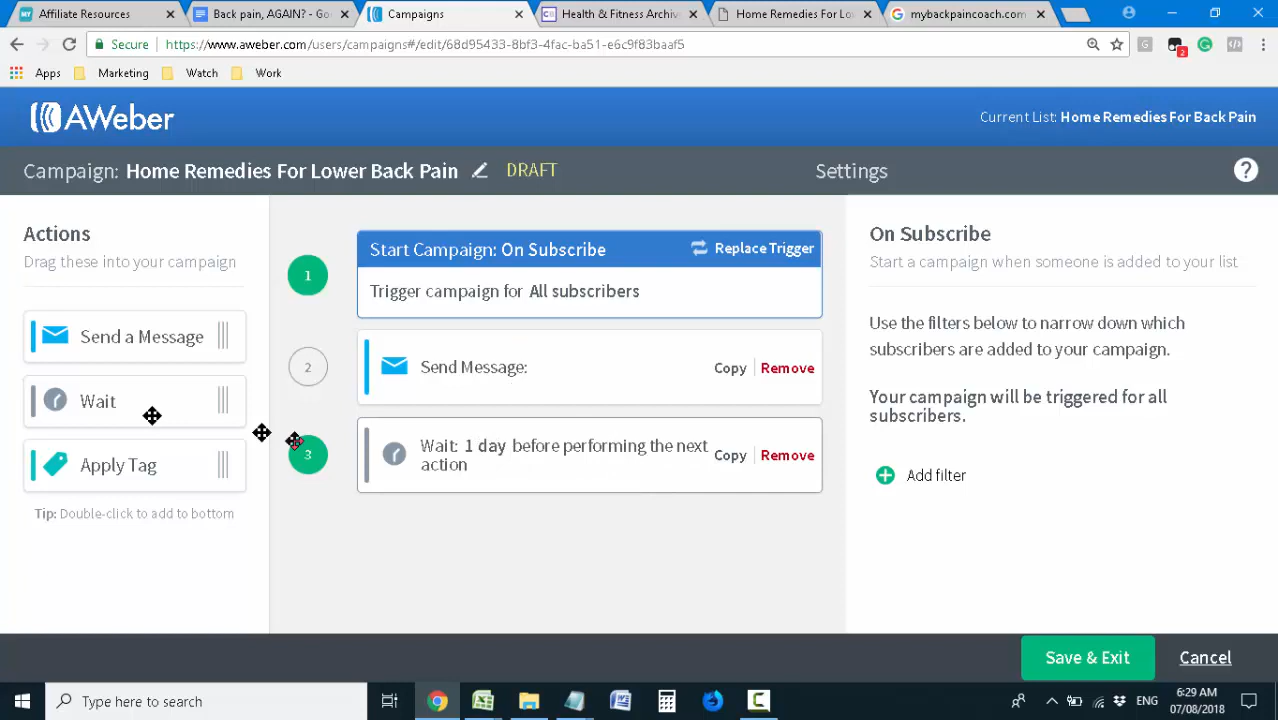 Affiliate Resources
Back pain, AGAIN? - Go
Campaigns
Health & Fitness Archiv
Home Remedies For Lo
mybackpaincoach.com
Secure
https://www.aweber.com/users/campaigns#/edit/68d95433-8bf3-4fac-ba51-e6c9f83baaf5
Apps
Marketing
Watch
Work
AWeber
Current List: Home Remedies For Back Pain
Campaign: Home Remedies For Lower Back Pain
DRAFT
Settings
?
Actions
Drag these into your campaign
Send a Message
Wait
Apply Tag
Tip: Double-click to add to bottom
1
Start Campaign: On Subscribe
Replace Trigger
Trigger campaign for All subscribers
2
Send Message:
Copy
Remove
3
Wait: 1 day before performing the next
action
Copy
Remove
On Subscribe
Start a campaign when someone is added to your list
Use the filters below to narrow down which
subscribers are added to your campaign.
Your campaign will be triggered for all
subscribers.
Add filter
Save & Exit
Cancel
Type here to search
ENG
6:29 AM
07/08/2018